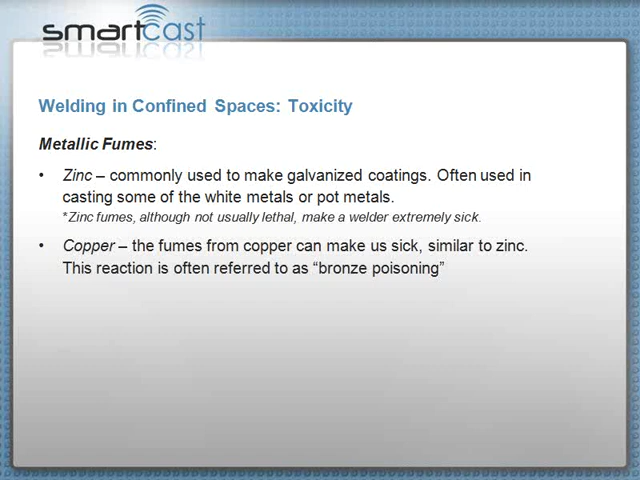 smartcast
Welding in Confined Spaces: Toxicity
Metallic Fumes:
• Zinc – commonly used to make galvanized coatings. Often used in
casting some of the white metals or pot metals.
*Zinc fumes, although not usually lethal, make a welder extremely sick.
• Copper – the fumes from copper can make us sick, similar to zinc.
This reaction is often referred to as “bronze poisoning”